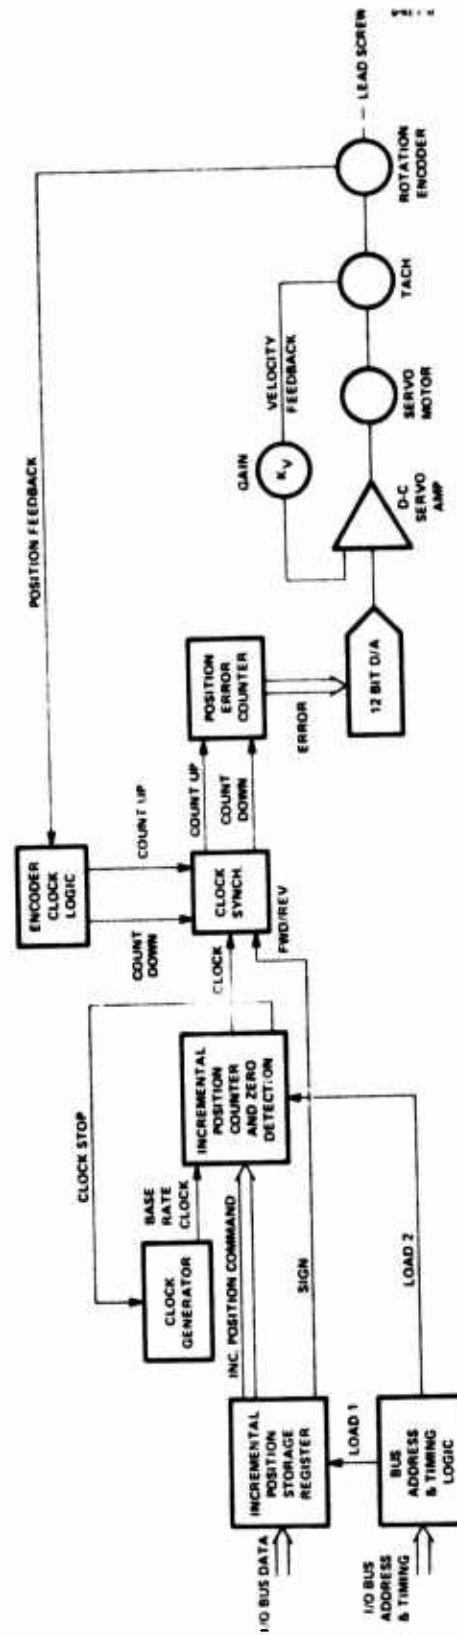 I/O BUS DATA
I/O BUS
ADDRESS
& TIMING
INCREMENTAL
POSITION
STORAGE
REGISTER
BUS
ADDRESS
& TIMING
LOGIC
LOAD 1
LOAD 2
SIGN
INC. POSITION COMMAND
CLOCK
GENERATOR
BASE
RATE
CLOCK
CLOCK STOP
INCREMENTAL
POSITION
COUNTER
AND ZERO
DETECTION
CLOCK
FWD/REV
ENCODER
CLOCK
LOGIC
COUNT
DOWN
COUNT UP
CLOCK
SYNCH.
COUNT UP
COUNT
DOWN
POSITION
ERROR
COUNTER
ERROR
12 BIT D/A
POSITION FEEDBACK
GAIN
KV
VELOCITY
FEEDBACK
D-C
SERVO
AMP
SERVO
MOTOR
TACH
ROTATION
ENCODER
LEAD SCREW